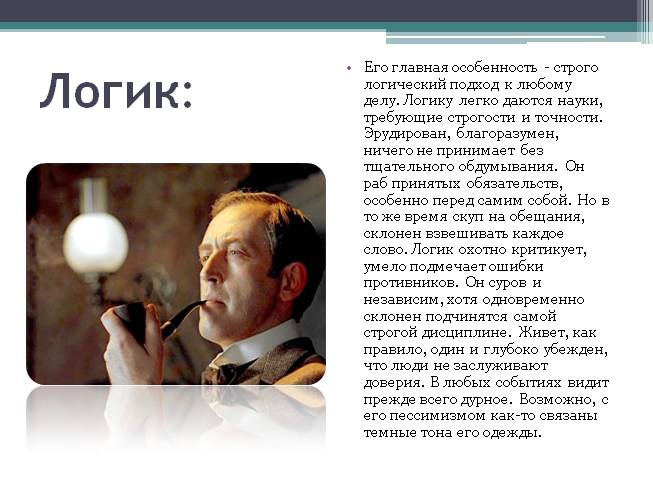 Логик:
• Его главная особенность - строго
логический подход к любому
делу. Логику легко даются науки,
требующие строгости и точности.
Эрудирован, благоразумен,
ничего не принимает без
тщательного обдумывания. Он
раб принятых обязательств,
особенно перед самим собой. Но в
то же время скуп на обещания,
склонен взвешивать каждое
слово. Логик охотно критикует,
умело подмечает ошибки
противников. Он суров и
независим, хотя одновременно
склонен подчинятся самой
строгой дисциплине. Живет, как
правило, один и глубоко убежден,
что люди не заслуживают
доверия. В любых событиях видит
прежде всего дурное. Возможно, с
его пессимизмом как-то связаны
темные тона его одежды.